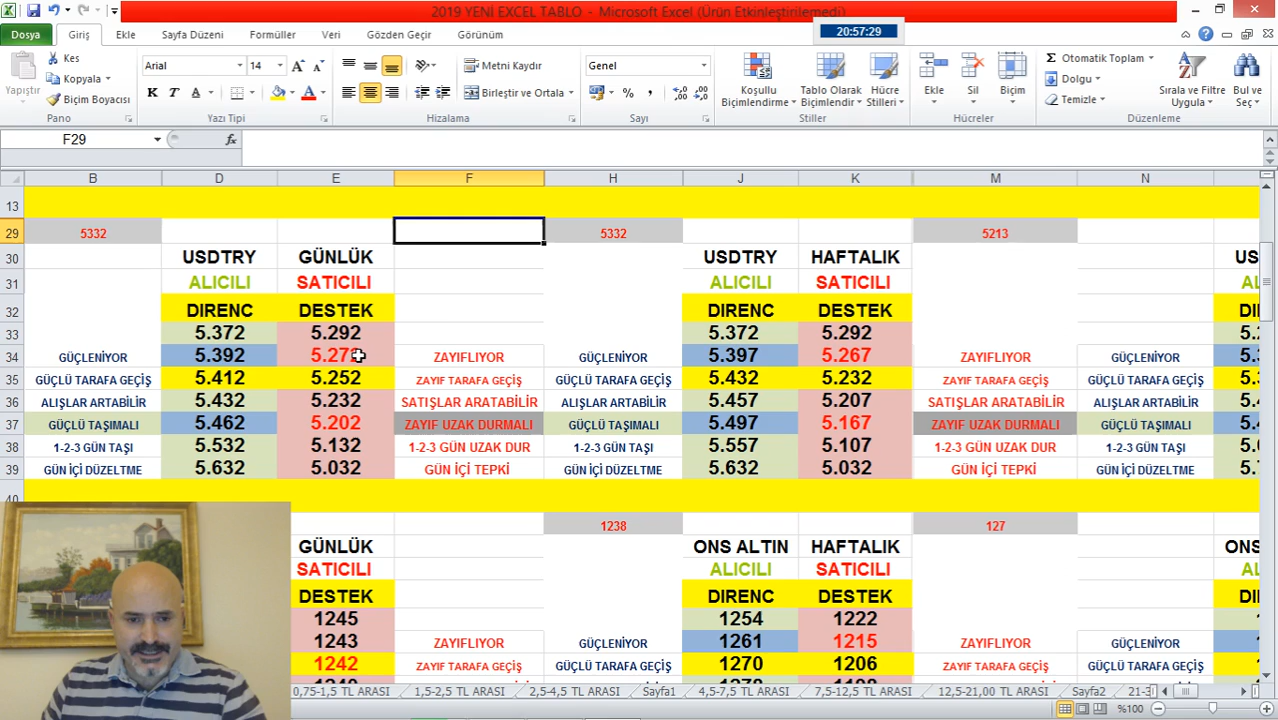 2019 YENİ EXCEL TABLO - Microsoft Excel (Ürün Etkinleştirilemedi)
20:57:29
Dosya Giriş Ekle Sayfa Düzeni Formüller Veri Gözden Geçir Görünüm
Yapıştır
Kes
Kopyala
Biçim Boyacısı
Pano
Arial 14
K T A
Yazı Tipi
Metni Kaydır
Birleştir ve Ortala
Hizalama
Genel
Sayı
Koşullu Biçimlendirme
Tablo Olarak Biçimlendir
Hücre Stilleri
Stiller
Ekle Sil Biçim
Hücreler
Otomatik Toplam
Dolgu
Temizle
Sırala ve Filtre Uygula
Bul ve Seç
Düzenleme
F29 fx
B D E F H J K M N
13
29 5332 5332 5213
30 USDTRY GÜNLÜK USDTRY HAFTALIK
31 ALICILI SATICILI ALICILI SATICILI
32 DIRENC DESTEK DIRENC DESTEK
33 5.372 5.292 5.372 5.292
34 GÜÇLENİYOR 5.392 ZAYIFLIYOR GÜÇLENİYOR 5.397 5.267 ZAYIFLIYOR GÜÇLENİYOR
35 GÜÇLÜ TARAFA GEÇİŞ 5.412 5.252 ZAYIF TARAFA GEÇİŞ GÜÇLÜ TARAFA GEÇİŞ 5.432 5.232 ZAYIF TARAFA GEÇİŞ GÜÇLÜ TARAFA GEÇİŞ
36 ALIŞLAR ARTABİLİR 5.432 5.232 SATIŞLAR ARATABİLİR ALIŞLAR ARTABİLİR 5.457 5.207 SATIŞLAR ARATABİLİR ALIŞLAR ARTABİLİR
37 GÜÇLÜ TAŞIMALI 5.462 5.202 ZAYIF UZAK DURMALI GÜÇLÜ TAŞIMALI 5.497 5.167 ZAYIF UZAK DURMALI GÜÇLÜ TAŞIMALI
38 1-2-3 GÜN TAŞI 5.532 5.132 1-2-3 GÜN UZAK DUR 1-2-3 GÜN TAŞI 5.557 5.107 1-2-3 GÜN UZAK DUR 1-2-3 GÜN TAŞI
39 GÜN İÇİ DÜZELTME 5.632 5.032 GÜN İÇİ TEPKİ GÜN İÇİ DÜZELTME 5.632 5.032 GÜN İÇİ TEPKİ GÜN İÇİ DÜZELTME
40
1238 127
GÜNLÜK ONS ALTIN HAFTALIK
SATICILI ALICILI SATICILI
DESTEK DIRENC DESTEK
1245 1254 1222
1243 ZAYIFLIYOR GÜÇLENİYOR 1261 1215 ZAYIFLIYOR GÜÇLENİYOR
1242 ZAYIF TARAFA GEÇİŞ GÜÇLÜ TARAFA GEÇİŞ 1270 1206 ZAYIF TARAFA GEÇİŞ GÜÇLÜ TARAFA GEÇİŞ
0,75-1,5 TL ARASI 1,5-2,5 TL ARASI 2,5-4,5 TL ARASI Sayfa1 4,5-7,5 TL ARASI 7,5-12,5 TL ARASI 12,5-21,00 TL ARASI Sayfa2 21-3
%100